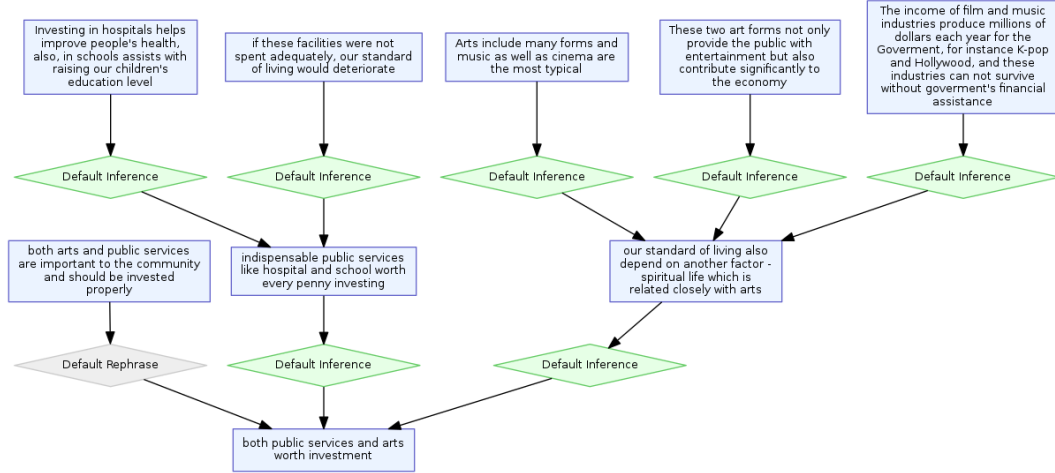 Investing in hospitals helps
improve people's health,
also, in schools assists with
raising our children's
education level
if these facilities were not
spent adequately, our standard
of living would deteriorate
Arts include many forms and
music as well as cinema are
the most typical
These two art forms not only
provide the public with
entertainment but also
contribute significantly to
the economy
The income of film and music
industries produce millions of
dollars each year for the
Goverment, for instance K-pop
and Hollywood, and these
industries can not survive
without goverment's financial
assistance
Default Inference
Default Inference
Default Inference
Default Inference
Default Inference
both arts and public services
are important to the community
and should be invested
properly
indispensable public services
like hospital and school worth
every penny investing
our standard of living also
depend on another factor -
spiritual life which is
related closely with arts
Default Rephrase
Default Inference
Default Inference
both public services and arts
worth investment